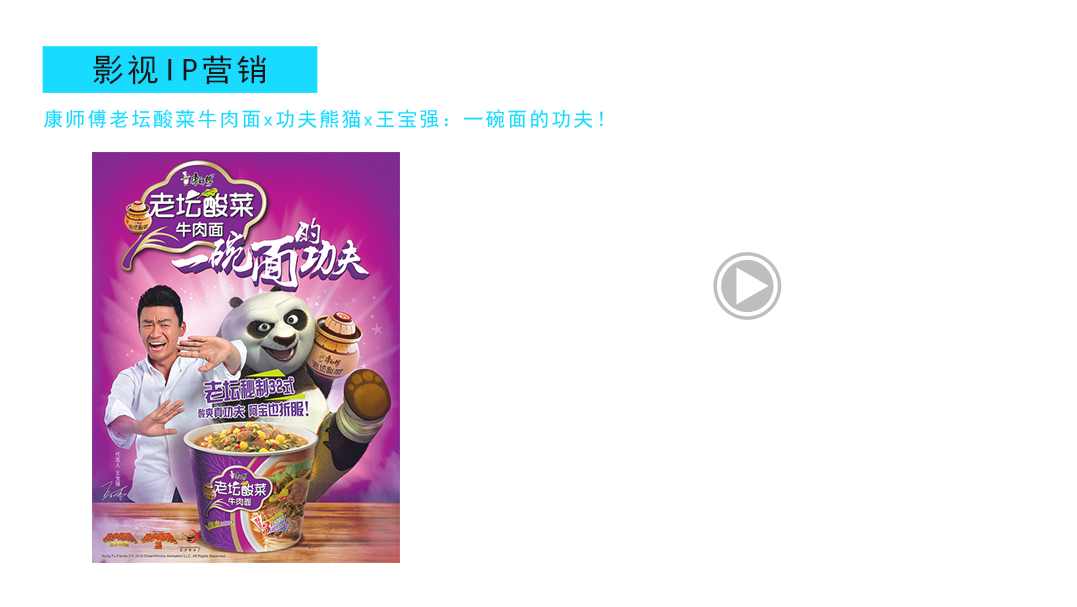 影视IP营销
康师傅老坛酸菜牛肉面x功夫熊猫x王宝强：一碗面的功夫！
康师傅
老坛酸菜
牛肉面
一碗面的功夫
康师傅
老坛酸菜
老坛秘制32式
酸爽真功夫 阿宝也折服！
代言人：王宝强
老坛酸菜
牛肉面
Kung Fu Panda 3 © 2016 DreamWorks Animation LLC. All Rights Reserved.